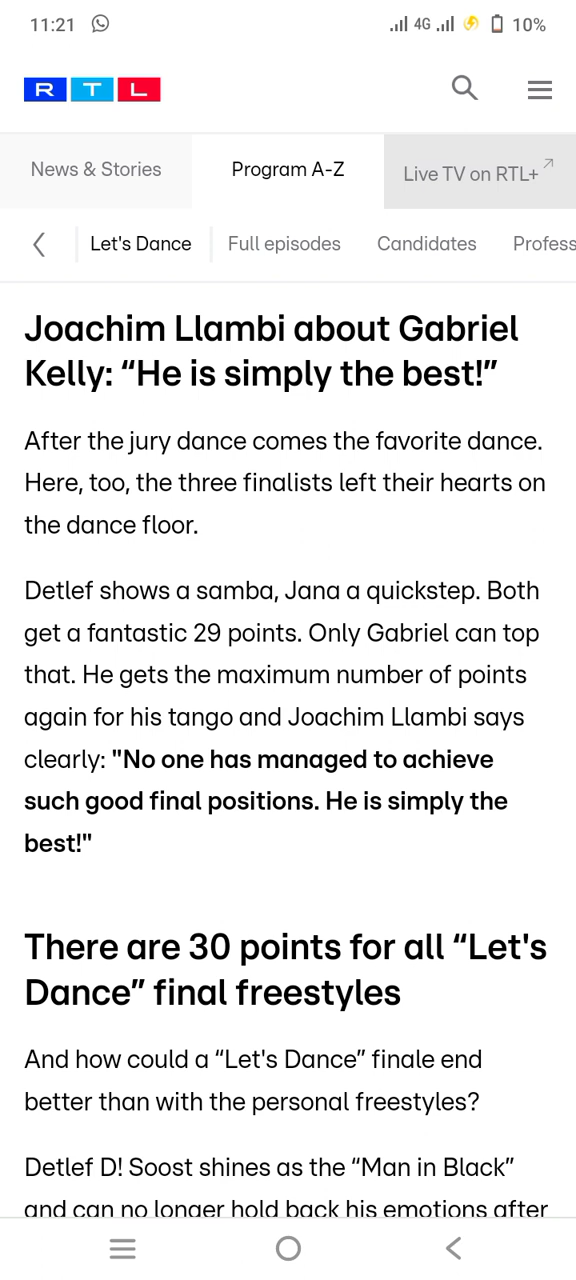 11:21
4G
10%
RTL
News & Stories
Program A-Z
Live TV on RTL+
Let's Dance
Full episodes
Candidates
Profess
Joachim Llambi about Gabriel
Kelly: “He is simply the best!”
After the jury dance comes the favorite dance.
Here, too, the three finalists left their hearts on
the dance floor.
Detlef shows a samba, Jana a quickstep. Both
get a fantastic 29 points. Only Gabriel can top
that. He gets the maximum number of points
again for his tango and Joachim Llambi says
clearly: "No one has managed to achieve
such good final positions. He is simply the
best!"
There are 30 points for all “Let's
Dance” final freestyles
And how could a “Let's Dance” finale end
better than with the personal freestyles?
Detlef D! Soost shines as the “Man in Black”
and can no longer hold back his emotions after